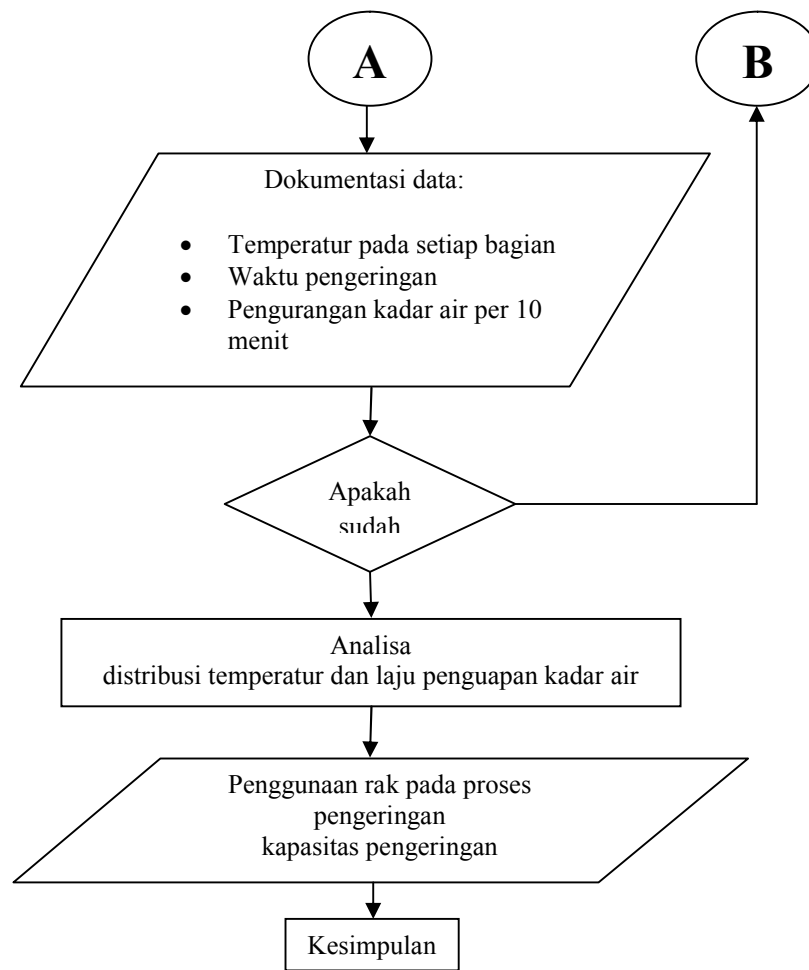 A
B
Dokumentasi data:
• Temperatur pada setiap bagian
• Waktu pengeringan
• Pengurangan kadar air per 10
menit
Apakah
sudah
Analisa
distribusi temperatur dan laju penguapan kadar air
Penggunaan rak pada proses
pengeringan
kapasitas pengeringan
Kesimpulan